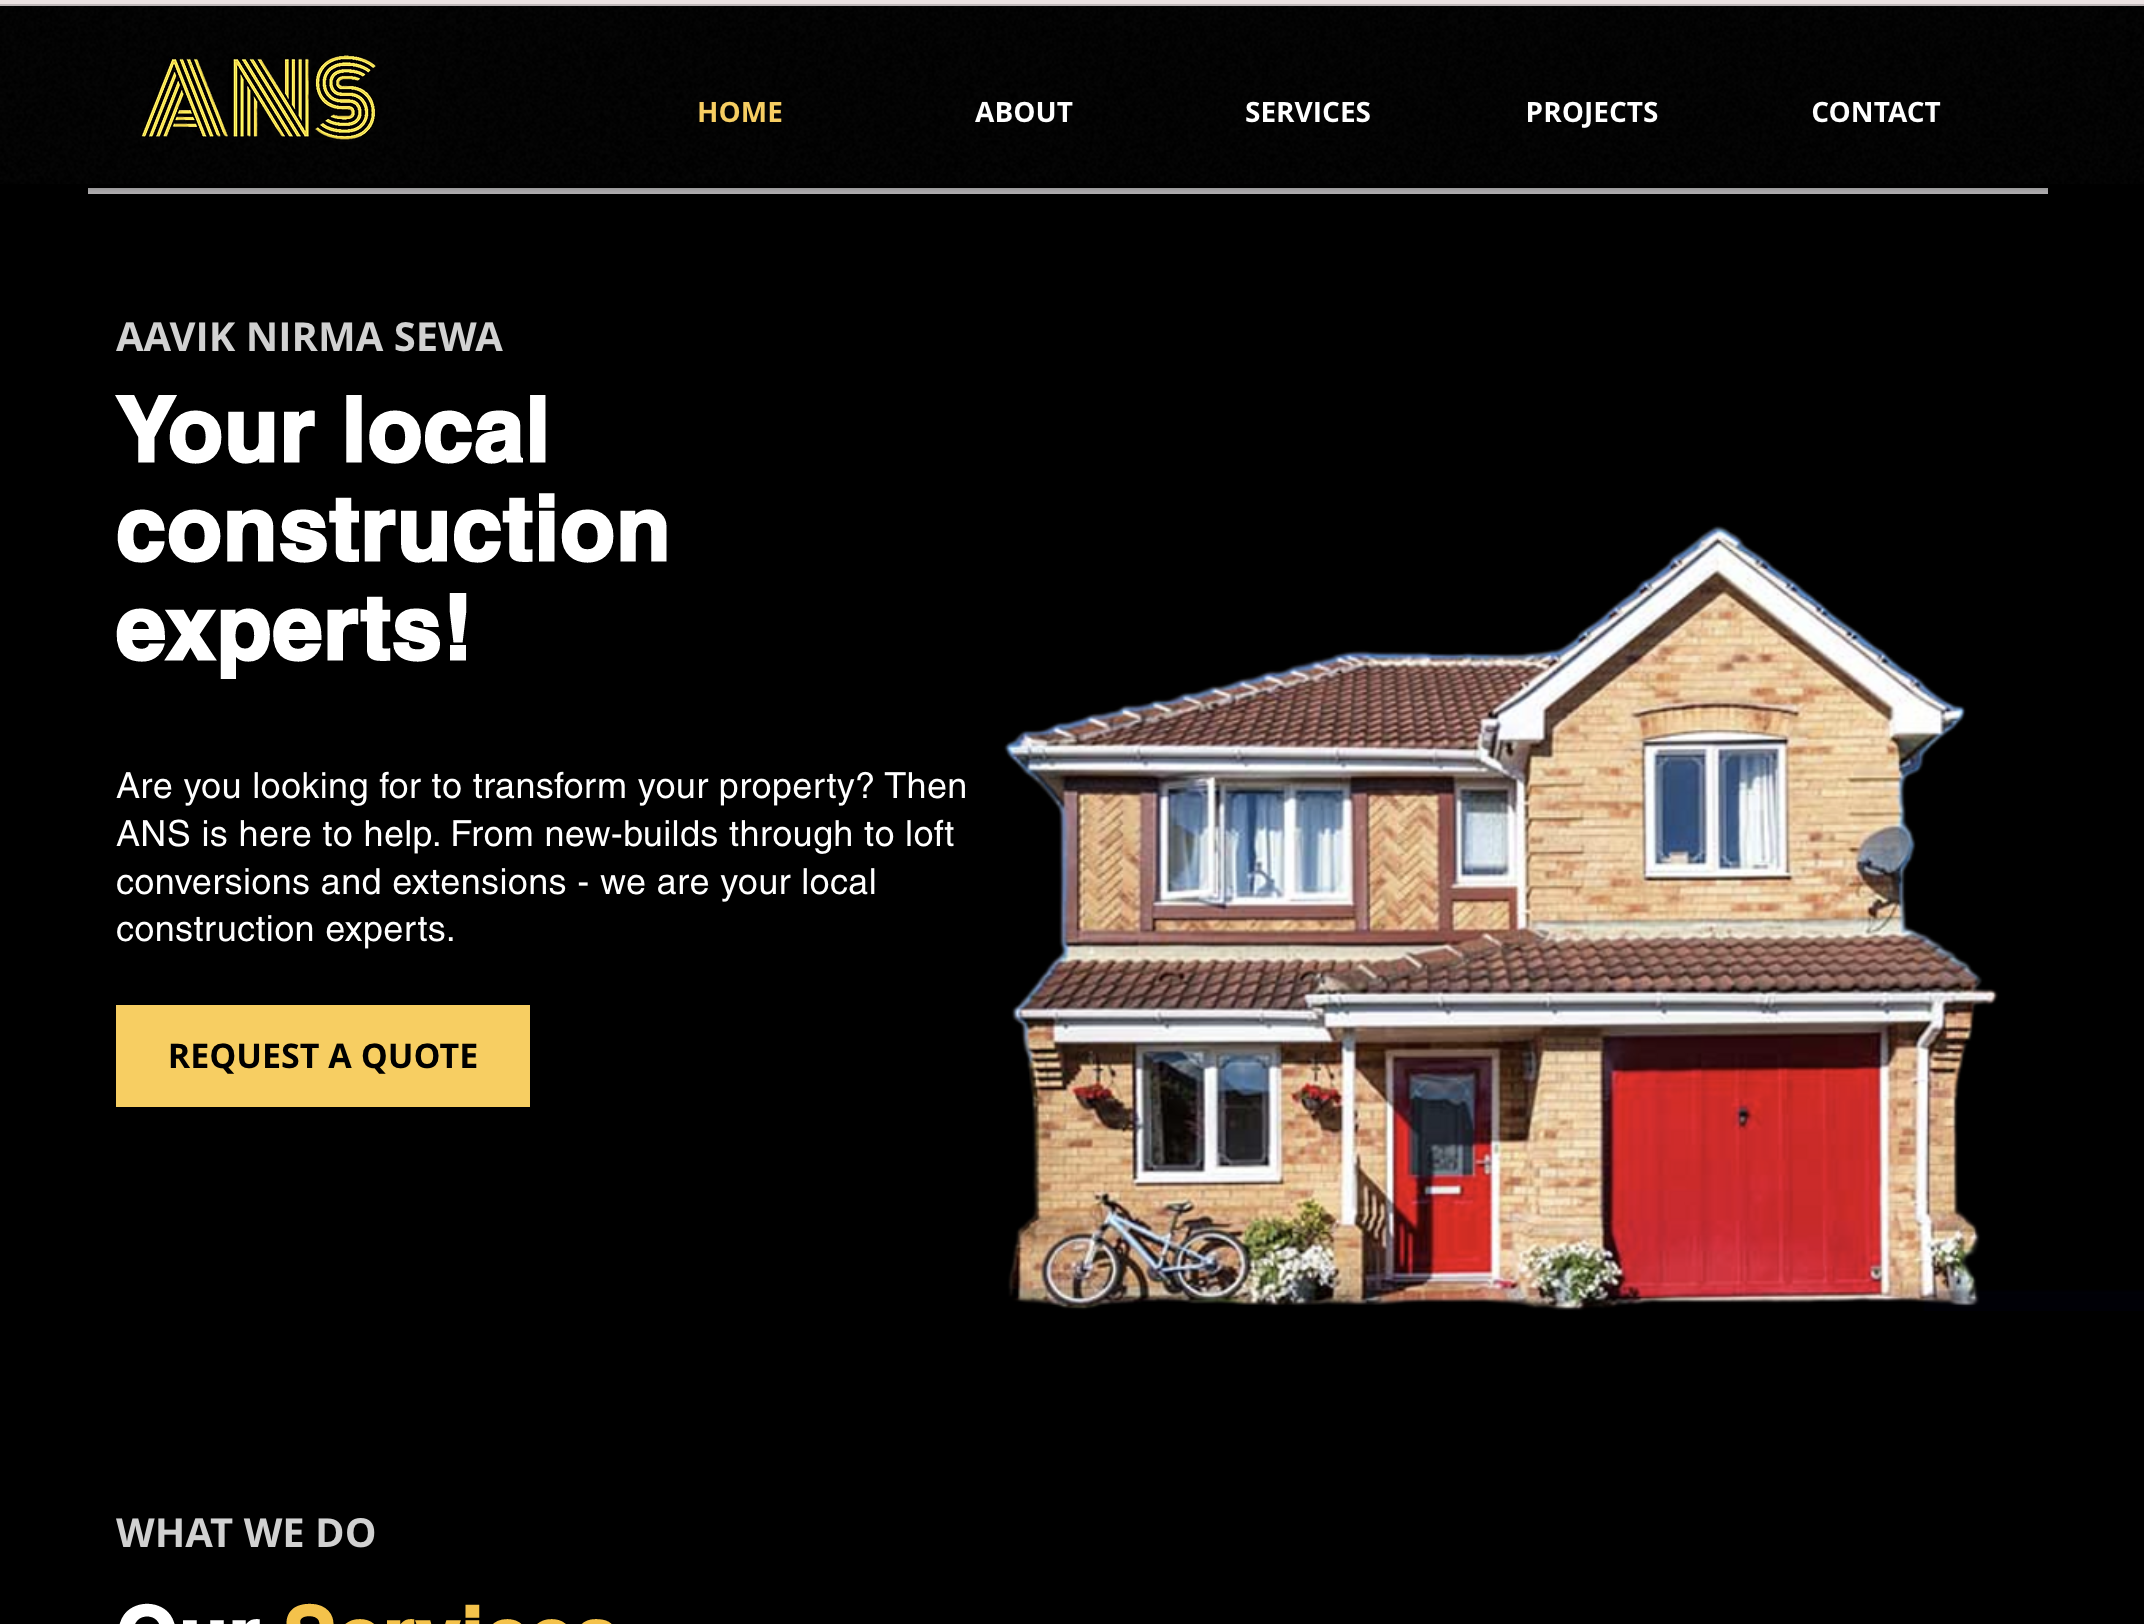 ANS
HOME
ABOUT
SERVICES
PROJECTS
CONTACT
AAVIK NIRMA SEWA
Your local
construction
experts!
Are you looking for to transform your property? Then
ANS is here to help. From new-builds through to loft
conversions and extensions - we are your local
construction experts.
REQUEST A QUOTE
WHAT WE DO
Our Services